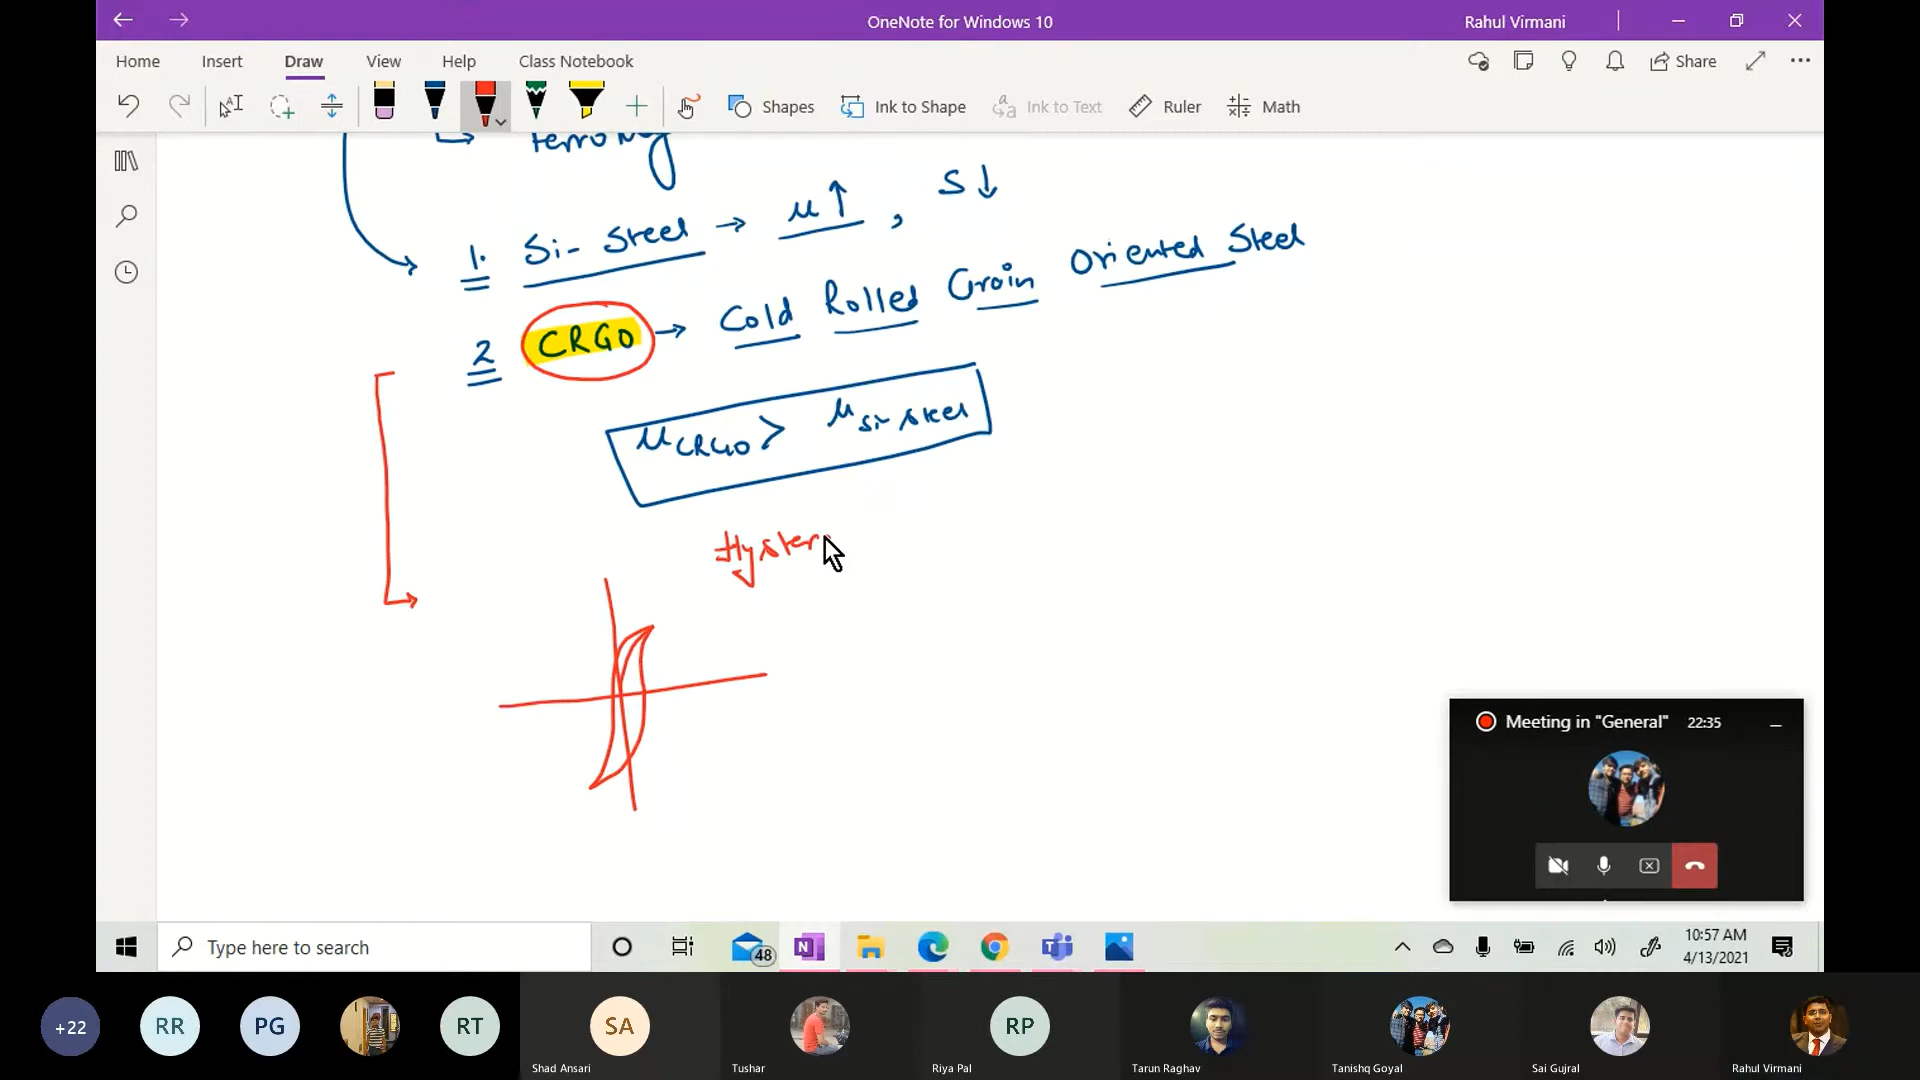 OneNote for Windows 10
Rahul Virmani
Home Insert Draw View Help Class Notebook
Share
Shapes Ink to Shape Ink to Text Ruler Math
1. Si- Steel → μ↑ , S↓
2 CRGO → Cold Rolled Grain Oriented Steel
μCRGO > μsi steel
Hyster
Meeting in "General" 22:35
Type here to search
48
10:57 AM
4/13/2021
+22 RR PG RT SA RP
Shad Ansari Tushar Riya Pal Tarun Raghav Tanishq Goyal Sai Gujral Rahul Virmani